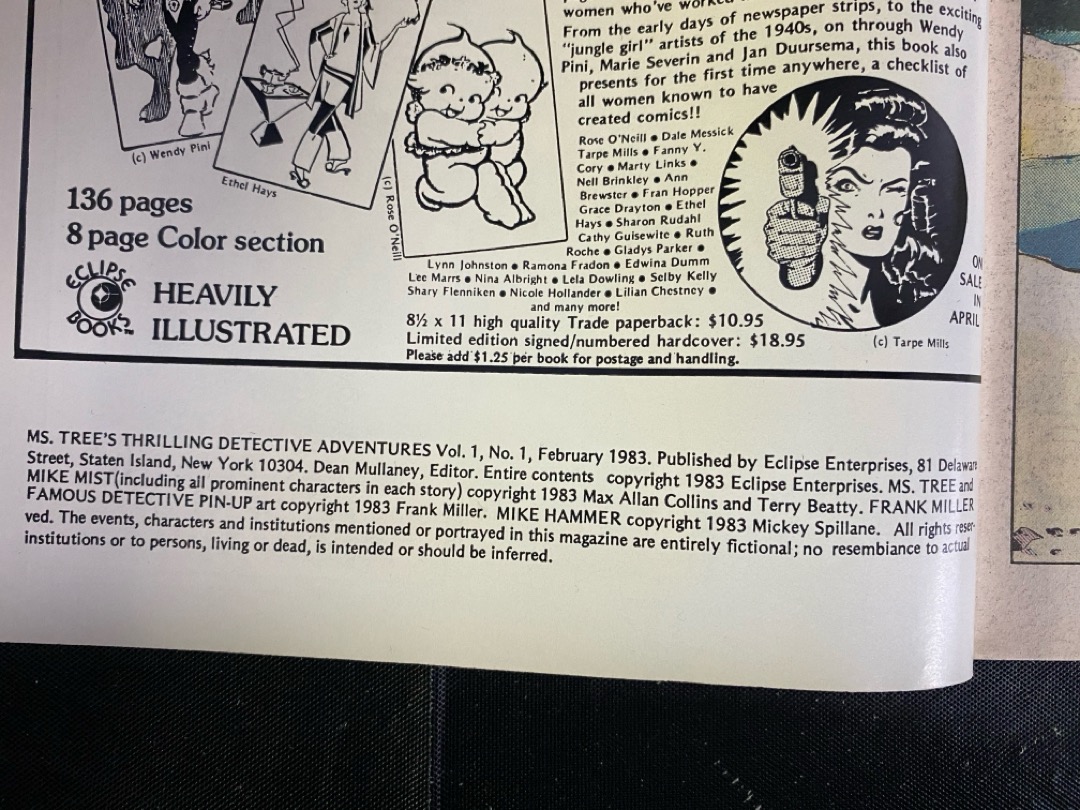 women who've worked
From the early days of newspaper strips, to the exciting
"jungle girl" artists of the 1940s, on through Wendy
Pini, Marie Severin and Jan Duursema, this book also
presents for the first time anywhere, a checklist of
all women known to have
created comics!!
Rose O'Neill • Dale Messick
Tarpe Mills • Fanny Y.
Cory • Marty Links •
Nell Brinkley • Ann
Brewster • Fran Hopper
Grace Drayton • Ethel
Hays • Sharon Rudahl
Cathy Guisewite • Ruth
Roche • Gladys Parker •
Lynn Johnston • Ramona Fradon • Edwina Dumm
Lee Marrs • Nina Albright • Lela Dowling • Selby Kelly
Shary Flenniken • Nicole Hollander • Lilian Chestney •
and many more!
8½ x 11 high quality Trade paperback: $10.95
Limited edition signed/numbered hardcover: $18.95
Please add $1.25 per book for postage and handling.
(c) Wendy Pini
Ethel Hays
(c) Rose O'Neill
136 pages
8 page Color section
ECLIPSE
BOOKS
HEAVILY
ILLUSTRATED
ON
SALE
IN
APRIL
(c) Tarpe Mills
MS. TREE'S THRILLING DETECTIVE ADVENTURES Vol. 1, No. 1, February 1983. Published by Eclipse Enterprises, 81 Delaware
Street, Staten Island, New York 10304. Dean Mullaney, Editor. Entire contents copyright 1983 Eclipse Enterprises. MS. TREE and
MIKE MIST(including all prominent characters in each story) copyright 1983 Max Allan Collins and Terry Beatty. FRANK MILLER
FAMOUS DETECTIVE PIN-UP art copyright 1983 Frank Miller. MIKE HAMMER copyright 1983 Mickey Spillane. All rights reser-
ved. The events, characters and institutions mentioned or portrayed in this magazine are entirely fictional; no resembiance to actual
institutions or to persons, living or dead, is intended or should be inferred.